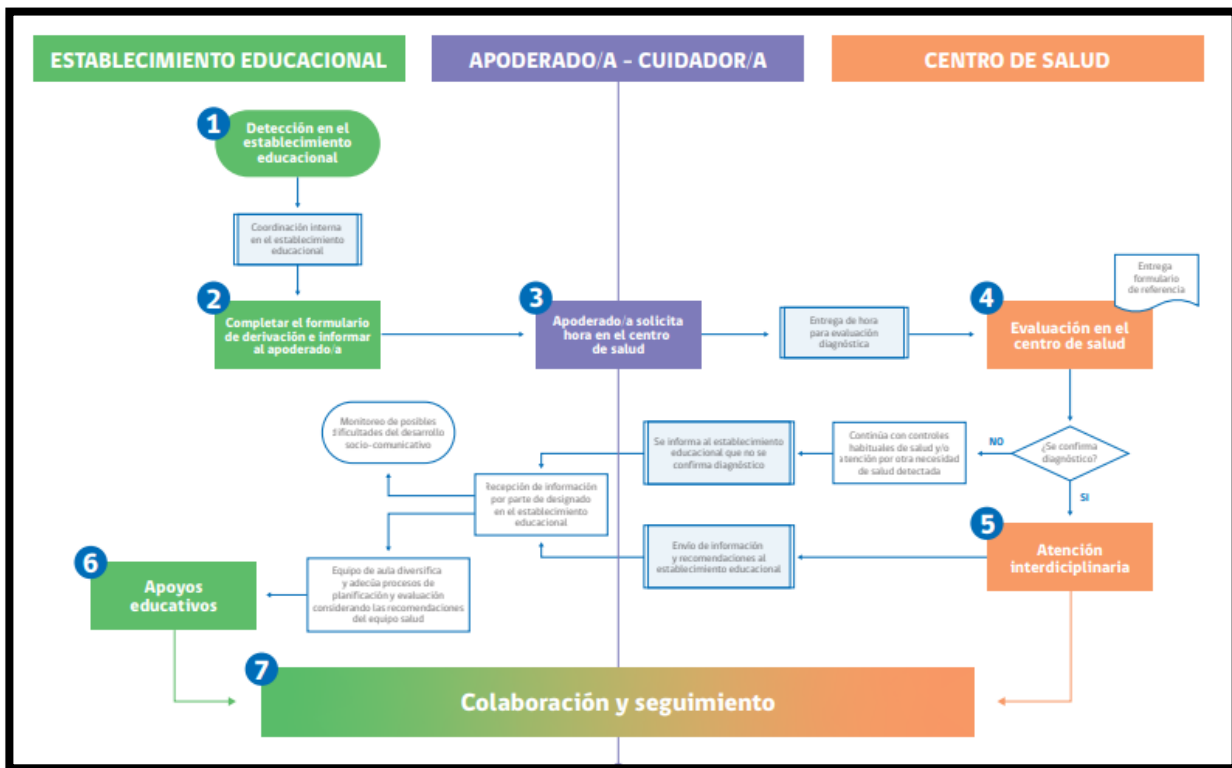 ESTABLECIMIENTO EDUCACIONAL
APODERADO/A – CUIDADOR/A
CENTRO DE SALUD
1
Detección en el
establecimiento
educacional
Coordinación interna
en el establecimiento
educacional
2
Completar el formulario
de derivación e informar
al apoderado/a
3
Apoderado/a solicita
hora en el centro
de salud
Entrega de hora
para evaluación
diagnóstica
Entrega
formulario
de referencia
4
Evaluación en el
centro de salud
¿Se confirma
diagnóstico?
NO
SI
Continúa con controles
habituales de salud y/o
atención por otra necesidad
de salud detectada
Se informa al establecimiento
educacional que no se
confirma diagnóstico
Monitoreo de posibles
dificultades del desarrollo
socio-comunicativo
Recepción de información
por parte de designado
en el establecimiento
educacional
5
Atención
interdiciplinaria
Envío de información
y recomendaciones al
establecimiento educacional
Equipo de aula diversifica
y adecúa procesos de
planificación y evaluación
considerando las recomendaciones
del equipo salud
6
Apoyos
educativos
7
Colaboración y seguimiento